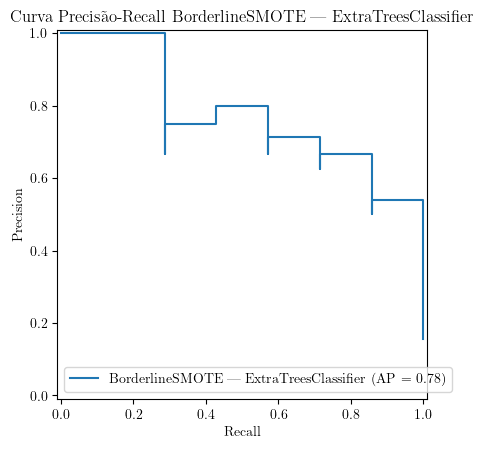 Curva Precisão-Recall BorderlineSMOTE — ExtraTreesClassifier
1.0
0.8
0.6
0.4
0.2
0.0
Precision
BorderlineSMOTE — ExtraTreesClassifier (AP = 0.78)
0.0 0.2 0.4 0.6 0.8 1.0
Recall